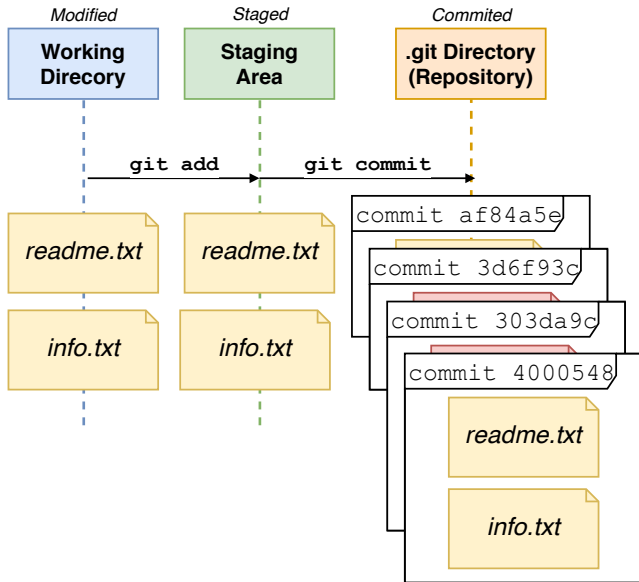 Modified
Staged
Commited
Working
Direcory
Staging
Area
.git Directory
(Repository)
git add
git commit
readme.txt
readme.txt
info.txt
info.txt
commit af84a5e
commit 3d6f93c
commit 303da9c
commit 4000548
readme.txt
info.txt